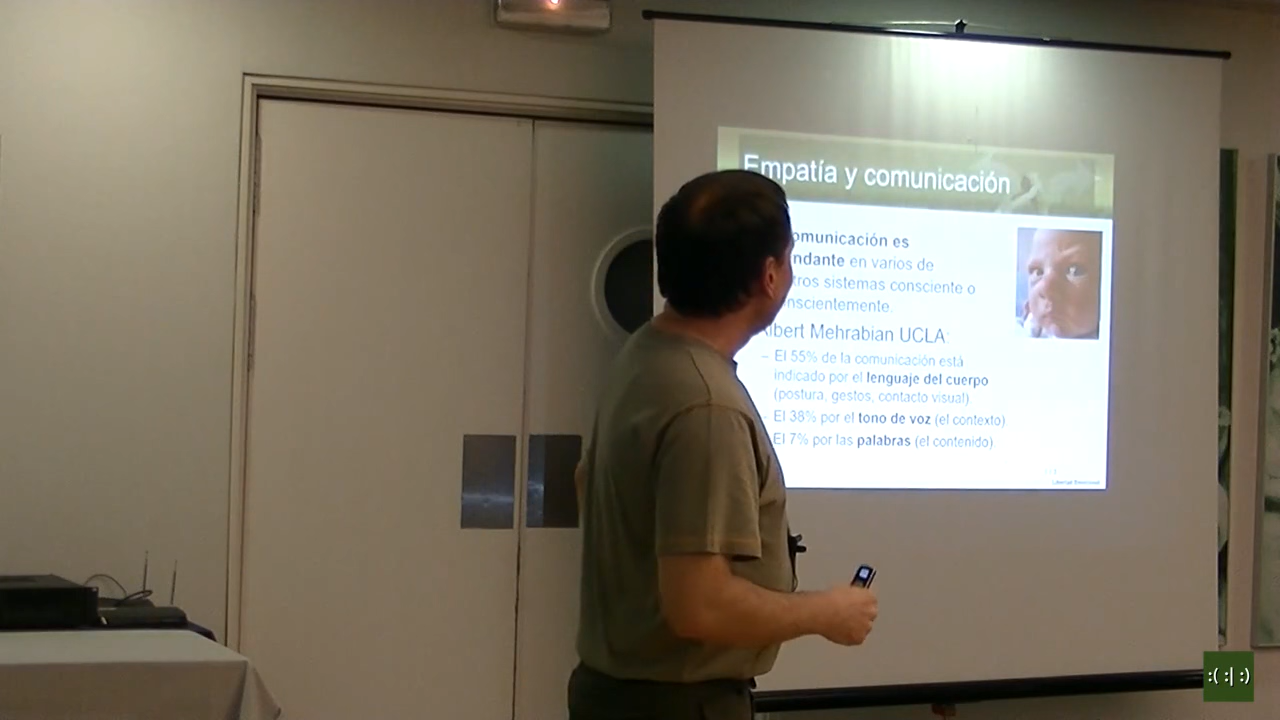 Empatía y comunicación
omunicación es
ndante en varios de
tros sistemas consciente o
nscientemente.
Albert Mehrabian UCLA:
– El 55% de la comunicación está
indicado por el lenguaje del cuerpo
(postura, gestos, contacto visual).
- El 38% por el tono de voz (el contexto)
El 7% por las palabras (el contenido).
:( :| :)